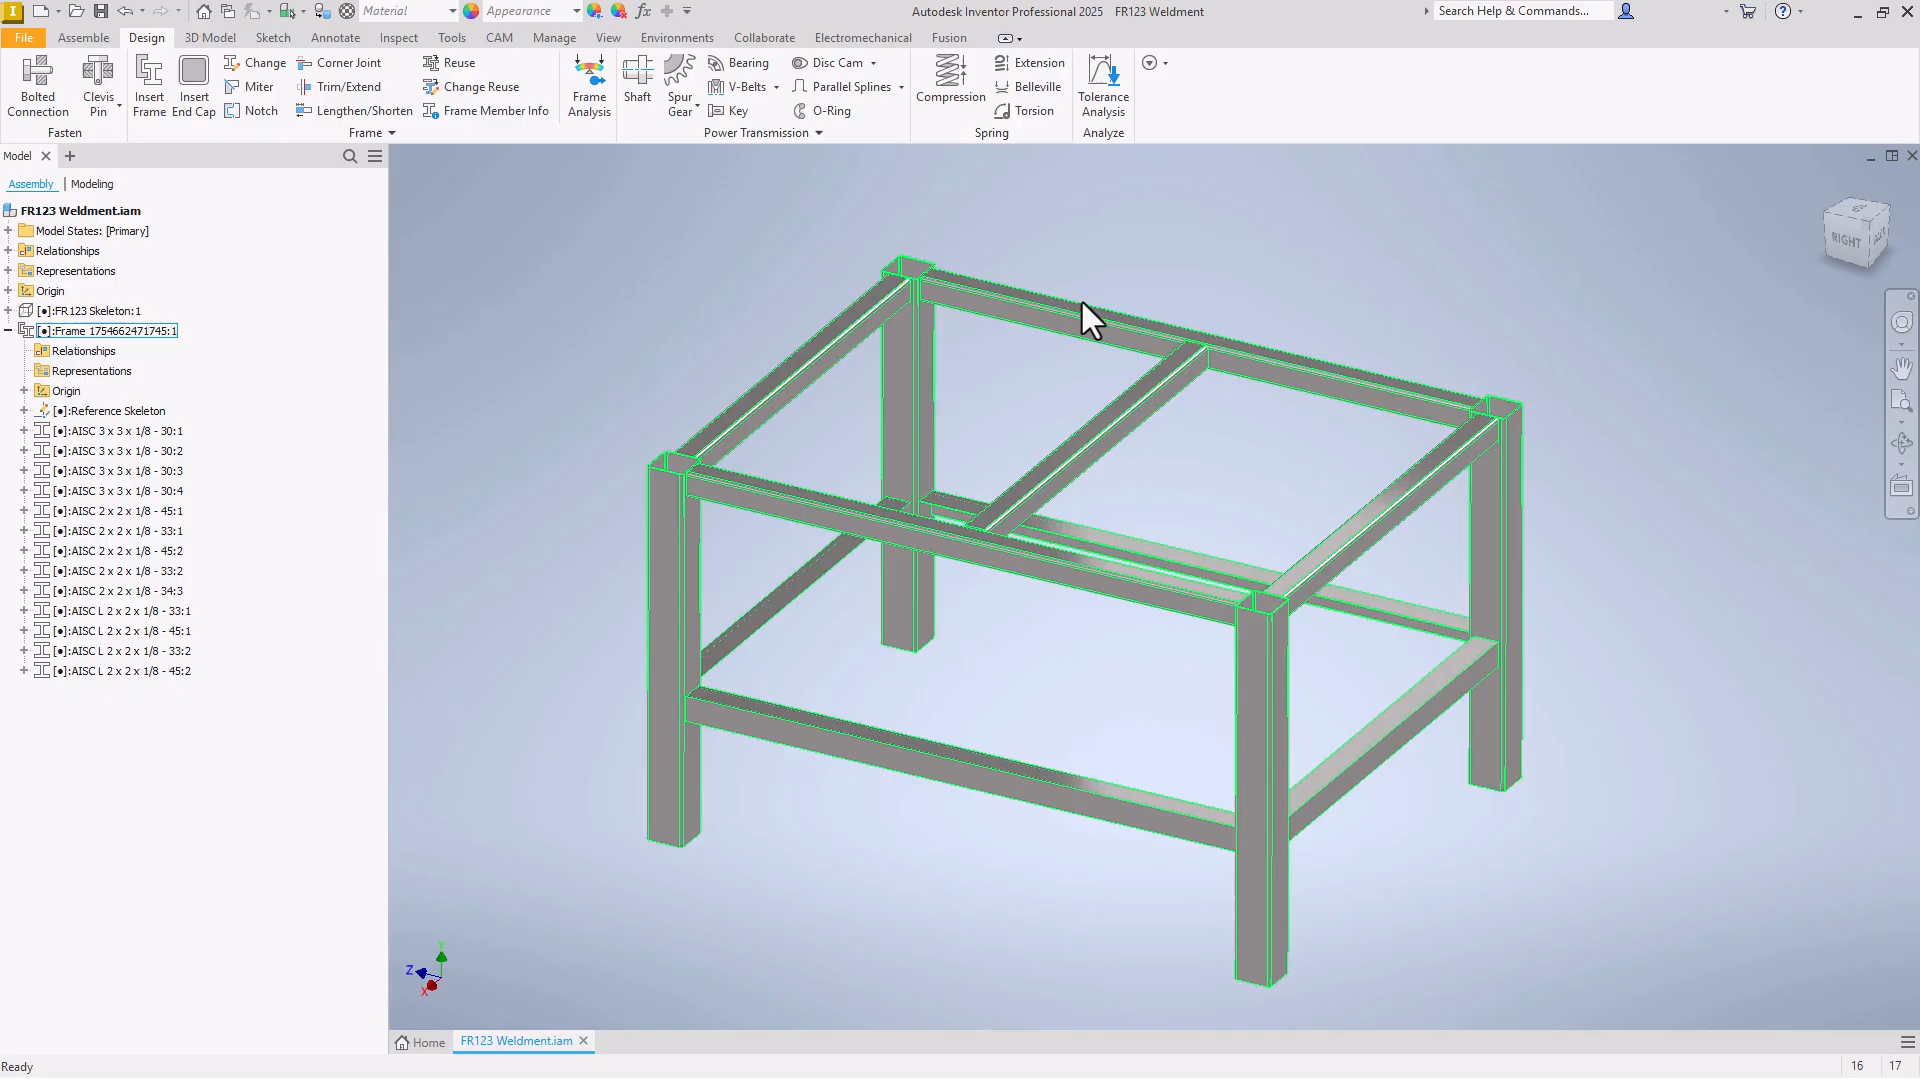 Material
Appearance
fx
Autodesk Inventor Professional 2025 FR123 Weldment
Search Help & Commands...
File Assemble Design 3D Model Sketch Annotate Inspect Tools CAM Manage View Environments Collaborate Electromechanical Fusion
Bolted Connection
Clevis Pin
Fasten
Insert Frame
Insert End Cap
Change
Miter
Notch
Corner Joint
Trim/Extend
Lengthen/Shorten
Reuse
Change Reuse
Frame Member Info
Frame
Frame Analysis
Shaft
Spur Gear
Bearing
V-Belts
Key
Disc Cam
Parallel Splines
O-Ring
Power Transmission
Compression
Extension
Belleville
Torsion
Spring
Tolerance Analysis
Analyze
Model
Assembly | Modeling
FR123 Weldment.iam
Model States: [Primary]
Relationships
Representations
Origin
[●]:FR123 Skeleton:1
[●]:Frame 1754662471745:1
Relationships
Representations
Origin
[●]:Reference Skeleton
[●]:AISC 3 x 3 x 1/8 - 30:1
[●]:AISC 3 x 3 x 1/8 - 30:2
[●]:AISC 3 x 3 x 1/8 - 30:3
[●]:AISC 3 x 3 x 1/8 - 30:4
[●]:AISC 2 x 2 x 1/8 - 45:1
[●]:AISC 2 x 2 x 1/8 - 33:1
[●]:AISC 2 x 2 x 1/8 - 45:2
[●]:AISC 2 x 2 x 1/8 - 33:2
[●]:AISC 2 x 2 x 1/8 - 34:3
[●]:AISC L 2 x 2 x 1/8 - 33:1
[●]:AISC L 2 x 2 x 1/8 - 45:1
[●]:AISC L 2 x 2 x 1/8 - 33:2
[●]:AISC L 2 x 2 x 1/8 - 45:2
RIGHT
Y
Z
X
Home
FR123 Weldment.iam
Ready
16 17